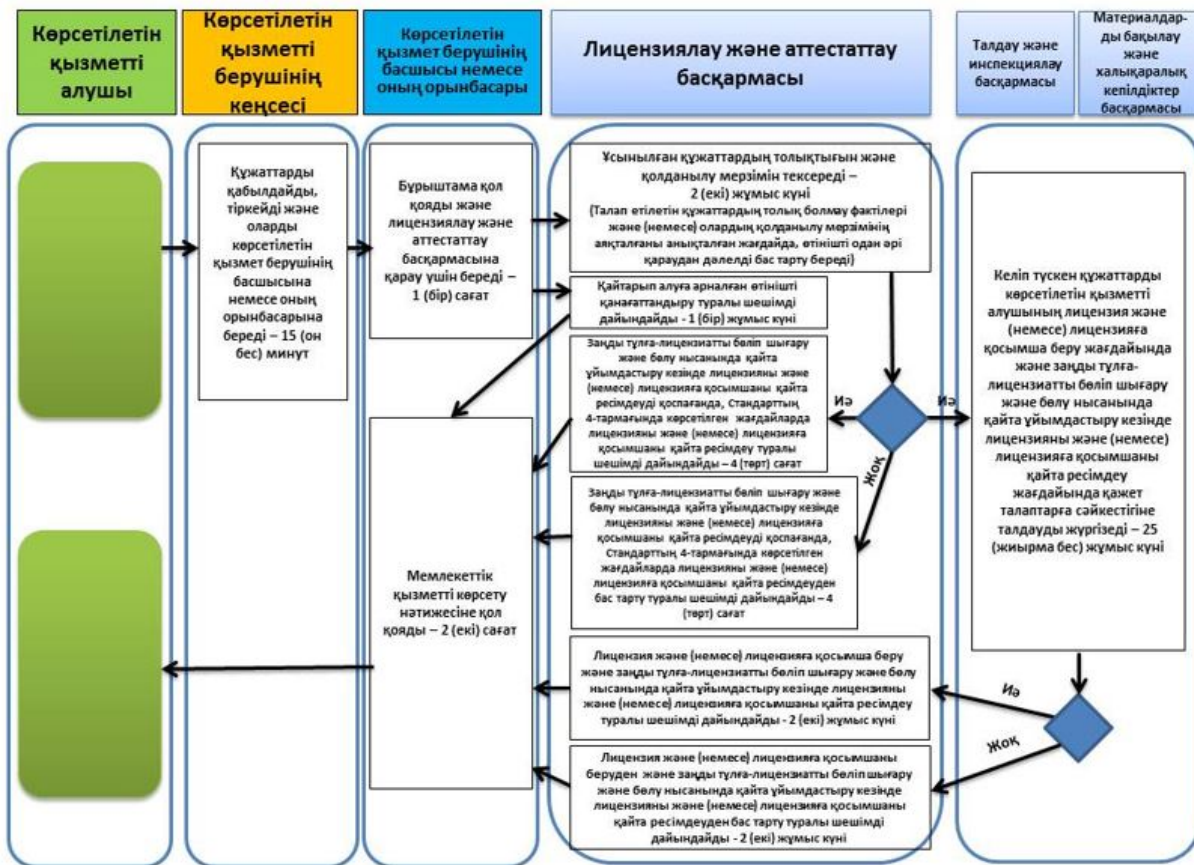 Көрсетілетін
қызметті
алушы
Көрсетілетін
қызметті
берушінің
кеңсесі
Көрсетілетін
қызмет берушінің
басшысы немесе
оның орынбасары
Лицензиялау және аттестаттау
басқармасы
Талдау және
инспекциялау
басқармасы
Материалдар-
ды бақылау
және
халықаралық
кепілдіктер
басқармасы
Құжаттарды
қабылдайды,
тіркейді және
оларды
көрсетілетін
қызмет берушінің
басшысына
немесе оның
орынбасарына
береді – 15 (он
бес) минут
Бұрыштама қол
қояды және
лицензиялау және
аттестаттау
басқармасына
қарау үшін береді –
1 (бір) сағат
Мемлекеттік
қызметті көрсету
нәтижесіне қол
қояды – 2 (екі) сағат
Ұсынылған құжаттардың толықтығын және
қолданылу мерзімін тексереді –
2 (екі) жұмыс күні
(Талап етілетін құжаттардың толық болмау фактілері
және (немесе) олардың қолданылу мерзімінің
аяқталғаны анықталған жағдайда, өтінішті одан әрі
қараудан дәлелді бас тарту береді)
Қайтарып алуға арналған өтінішті
қанағаттандыру туралы шешімді
дайындайды - 1 (бір) жұмыс күні
Заңды тұлға-лицензиатты бөліп шығару
және бөлу нысанында қайта
ұйымдастыру кезінде лицензияны және
(немесе) лицензияға қосымшаны қайта
ресімдеуді қоспағанда, Стандарттың
4-тармағында көрсетілген жағдайларда
лицензияны және (немесе) лицензияға
қосымшаны қайта ресімдеу туралы
шешімді дайындайды – 4 (төрт) сағат
Иә
Иә
Жоқ
Заңды тұлға-лицензиатты бөліп шығару және
бөлу нысанында қайта ұйымдастыру кезінде
лицензияны және (немесе) лицензияға
қосымшаны қайта ресімдеуді қоспағанда,
Стандарттың 4-тармағында көрсетілген
жағдайларда лицензияны және (немесе)
лицензияға қосымшаны қайта ресімдеуден
бас тарту туралы шешімді дайындайды – 4
(төрт) сағат
Лицензия және (немесе) лицензияға қосымша беру
және заңды тұлға-лицензиатты бөліп шығару және бөлу
нысанында қайта ұйымдастыру кезінде лицензияны
және (немесе) лицензияға қосымшаны қайта ресімдеу
туралы шешімді дайындайды - 2 (екі) жұмыс күні
Лицензия және (немесе) лицензияға қосымшаны
беруден және заңды тұлға-лицензиатты бөліп шығару
және бөлу нысанында қайта ұйымдастыру кезінде
лицензияны және (немесе) лицензияға қосымшаны
қайта ресімдеуден бас тарту туралы шешімді
дайындайды - 2 (екі) жұмыс күні
Келіп түскен құжаттарды
көрсетілетін қызметті
алушының лицензия және
(немесе) лицензияға
қосымша беру жағдайында
және заңды тұлға-
лицензиатты бөліп шығару
және бөлу нысанында
қайта ұйымдастыру кезінде
лицензияны және (немесе)
лицензияға қосымшаны
қайта ресімдеу
жағдайында қажет
талаптарға сәйкестігіне
талдауды жүргізеді – 25
(жиырма бес) жұмыс күні
Иә
Жоқ